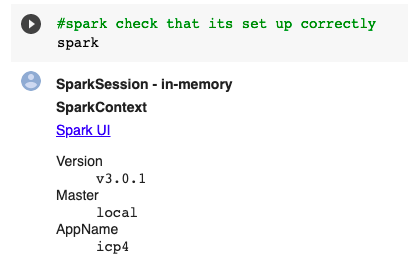 #spark check that its set up correctly
spark
SparkSession - in-memory
SparkContext
Spark UI
Version
v3.0.1
Master
local
AppName
icp4